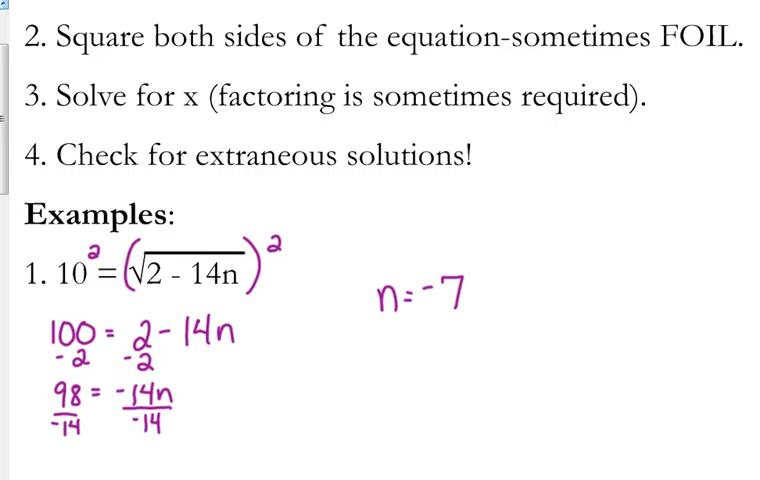 2. Square both sides of the equation-sometimes FOIL.
3. Solve for x (factoring is sometimes required).
4. Check for extraneous solutions!
Examples:
1. 10² = (√2 - 14n)²
n = -7
100 = 2 - 14n
-2 -2
98 = -14n
-14 -14